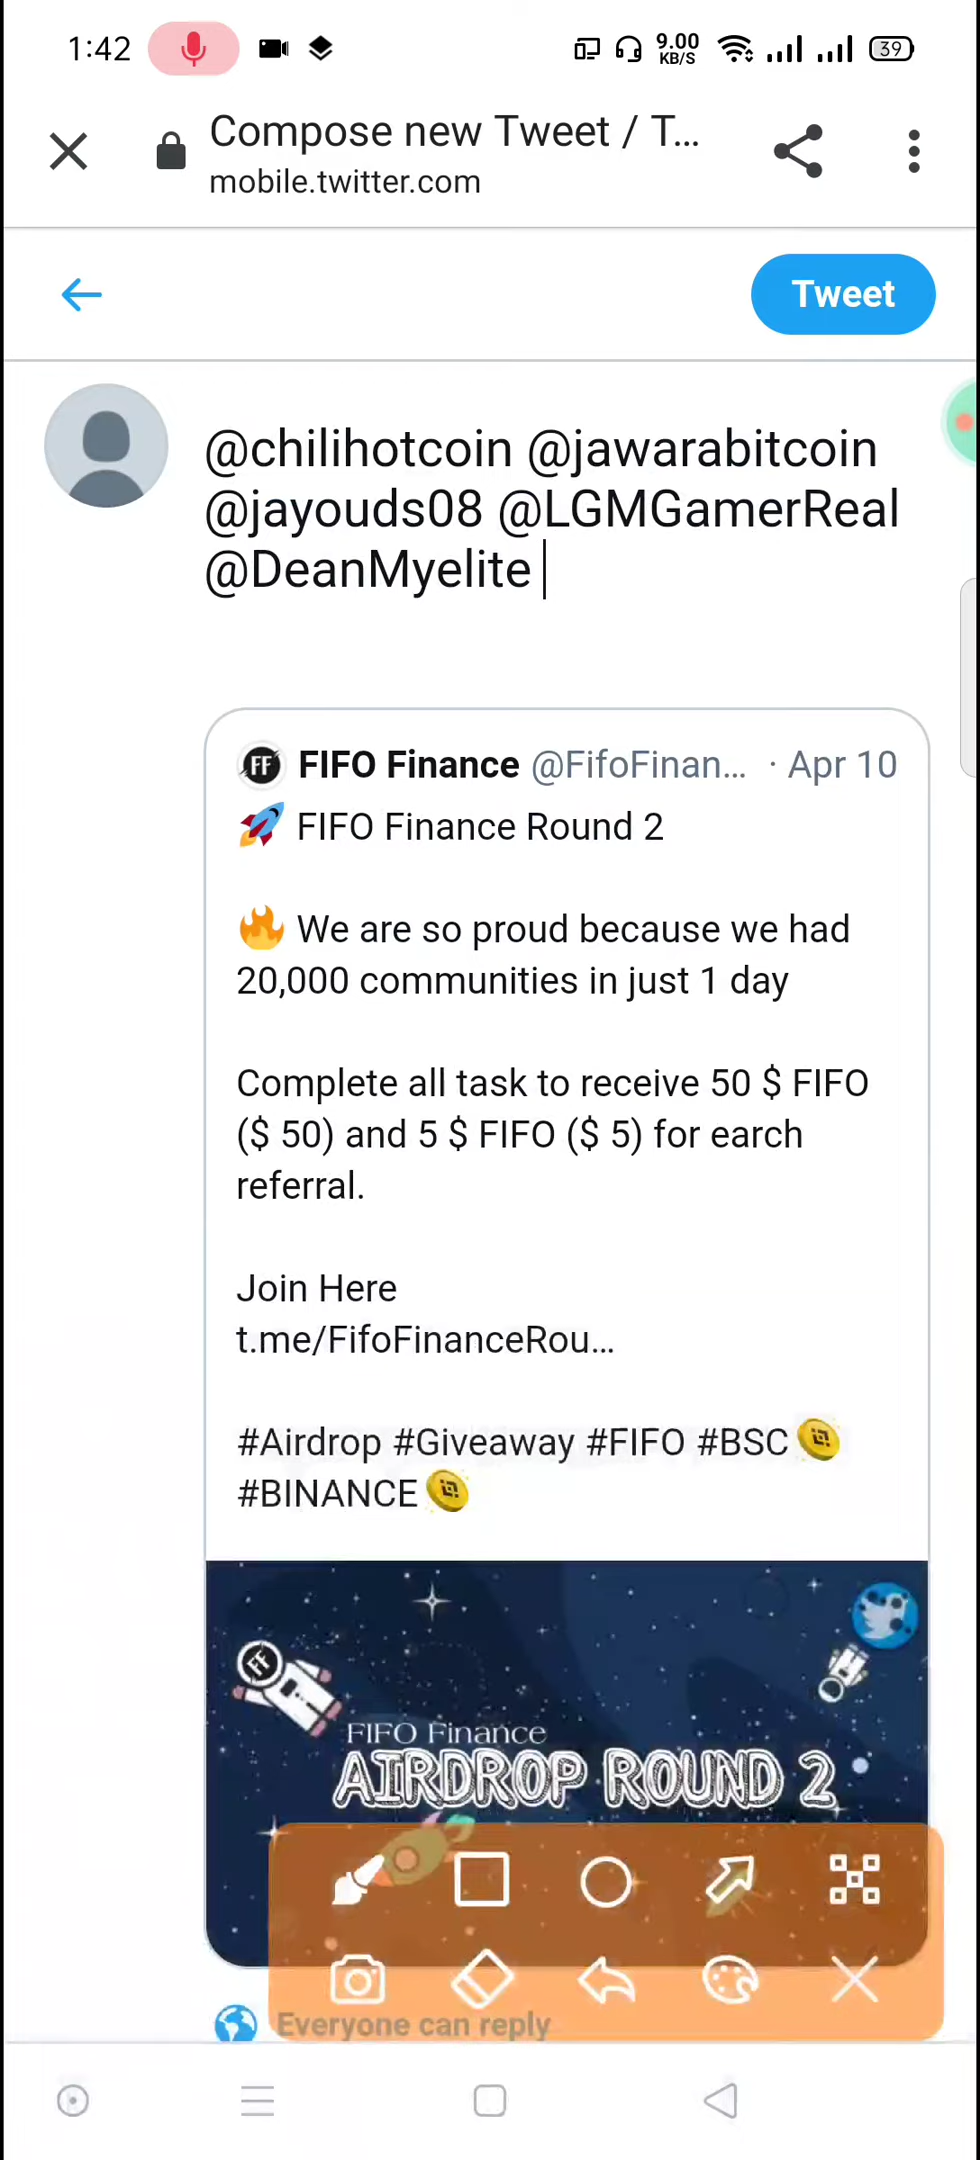 1:42
9.00
KB/S
39
Compose new Tweet / T...
mobile.twitter.com
Tweet
@chilihotcoin @jawarabitcoin
@jayouds08 @LGMGamerReal
@DeanMyelite
FF
FIFO Finance @FifoFinan... · Apr 10
🚀 FIFO Finance Round 2
🔥 We are so proud because we had
20,000 communities in just 1 day
Complete all task to receive 50 $ FIFO
($ 50) and 5 $ FIFO ($ 5) for earch
referral.
Join Here
t.me/FifoFinanceRou...
#Airdrop #Giveaway #FIFO #BSC
#BINANCE
FF
FIFO Finance
AIRDROP ROUND 2
Everyone can reply